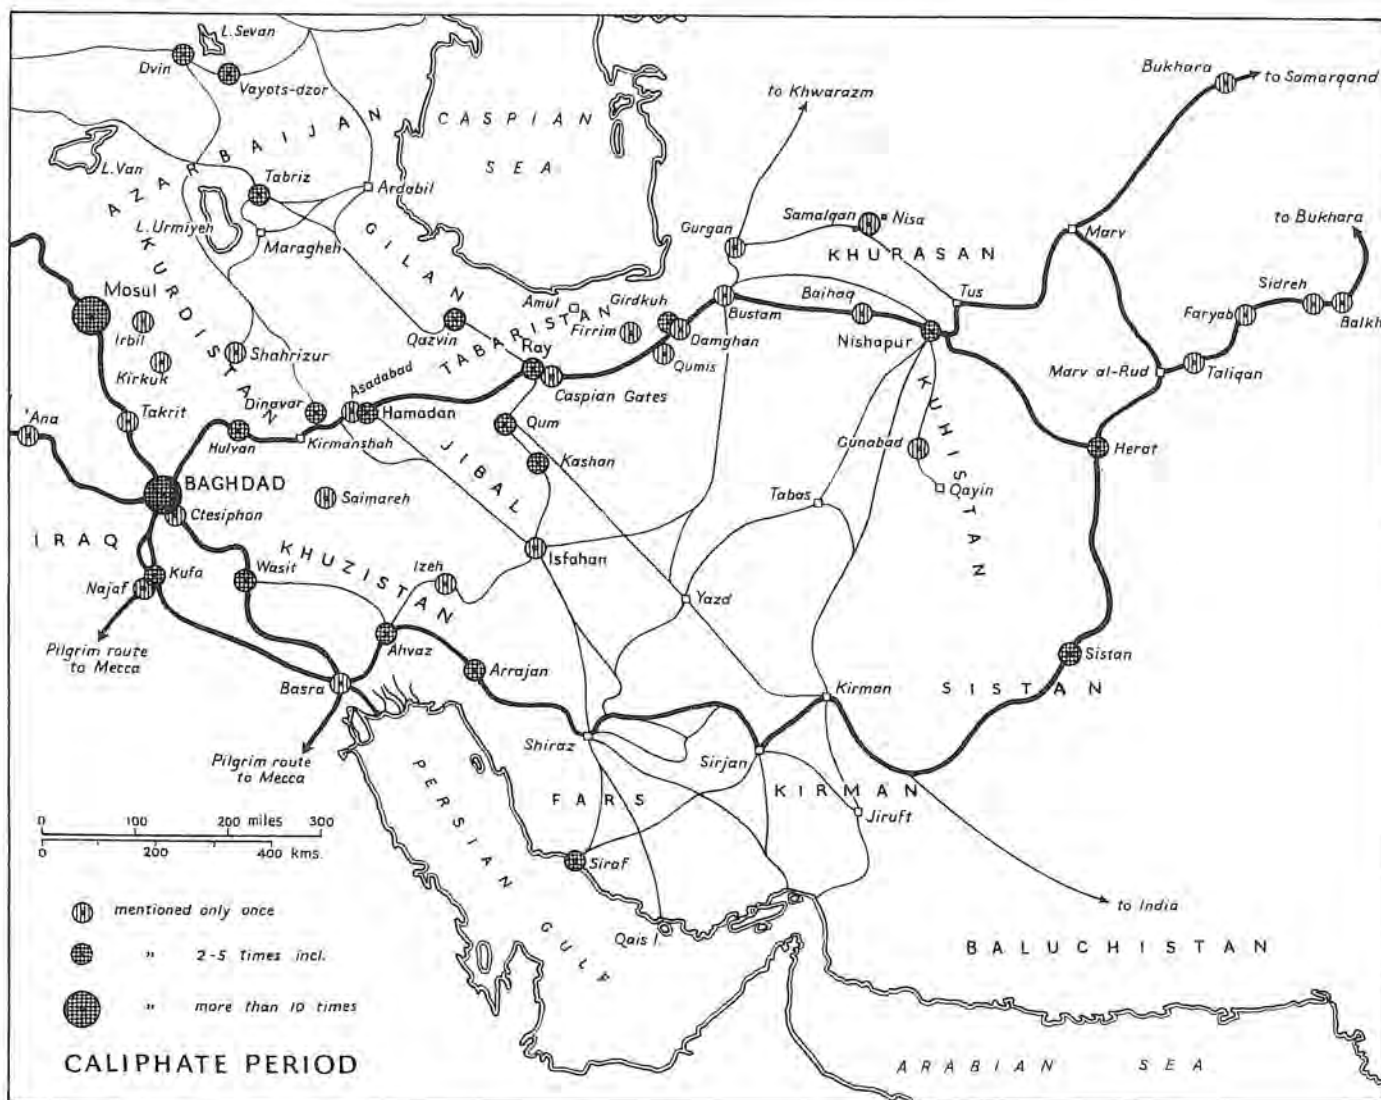 L. Sevan
Dvin
Vayots-dzor
CASPIAN
SEA
to Khwarazm
Bukhara
to Samarqand
AZARBAIJAN
L. Van
Tabriz
Ardabil
L. Urmiyeh
Maragheh
GILAN
Samalqan
Nisa
Gurgan
KHURASAN
Marv
to Bukhara
KURDISTAN
Mosul
Irbil
Kirkuk
Shahrizur
Qazvin
TABARISTAN
Amul
Firrim
Girdkuh
Damghan
Qumis
Bustam
Baihaq
Nishapur
Tus
Sidreh
Faryab
Balkh
Marv al-Rud
Taliqan
Ray
Caspian Gates
'Ana
Takrit
Dinavar
Asadabad
Hamadan
Hulvan
Kirmanshah
Qum
Kashan
JIBAL
KUHISTAN
Gunabad
Qayin
Herat
Tabas
BAGHDAD
Ctesiphon
Saimareh
IRAQ
KHUZISTAN
Isfahan
Izeh
Wasit
Kufa
Najaf
Yazd
Pilgrim route
to Mecca
Ahvaz
Arrajan
Basra
Sistan
SISTAN
Kirman
Pilgrim route
to Mecca
Shiraz
Sirjan
KIRMAN
Jiruft
FARS
PERSIAN GULF
Siraf
Qais I.
to India
BALUCHISTAN
ARABIAN SEA
0 200 miles 300
0 200 400 kms.
mentioned only once
" 2-5 times incl.
" more than 10 times
CALIPHATE PERIOD